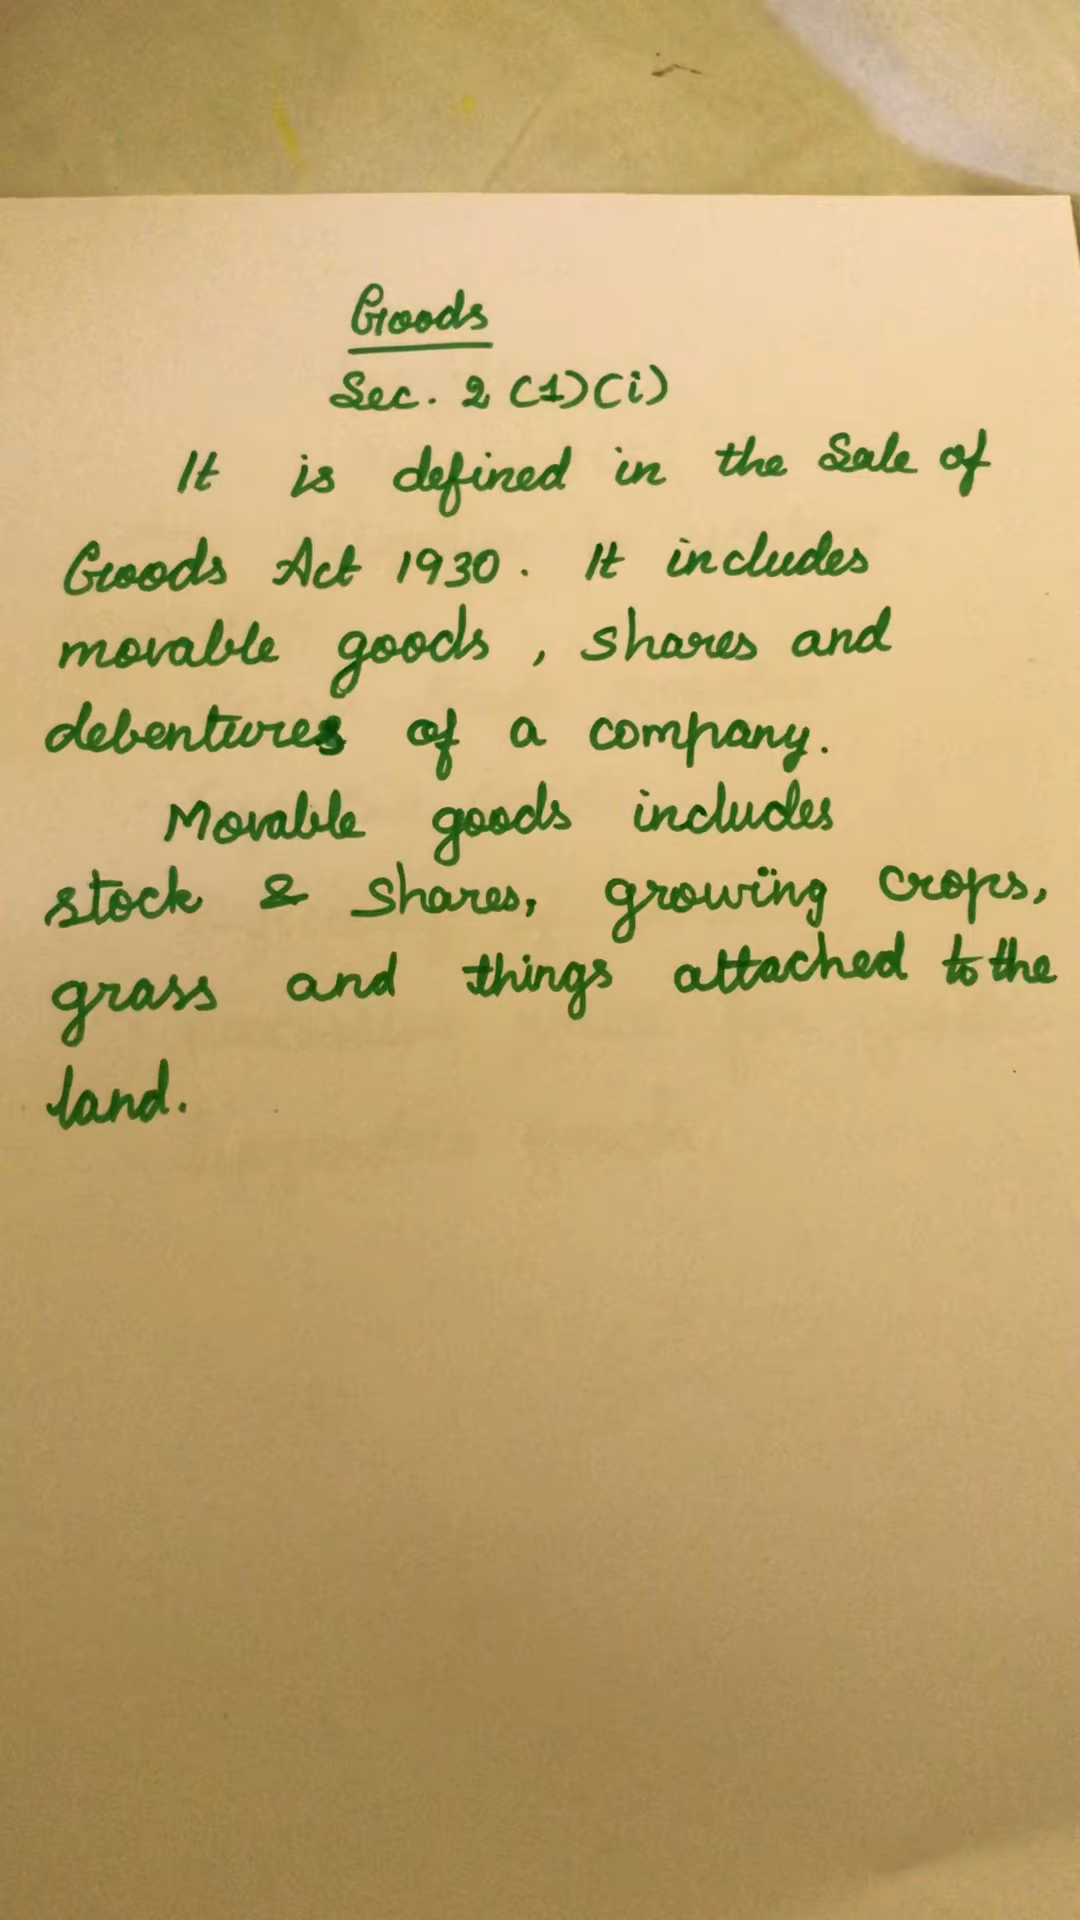 Goods
Sec. 2 (1)(i)
It is defined in the Sale of
Goods Act 1930. It includes
movable goods, shares and
debentures of a company.
Movable goods includes
stock & shares, growing crops,
grass and things attached to the
land.